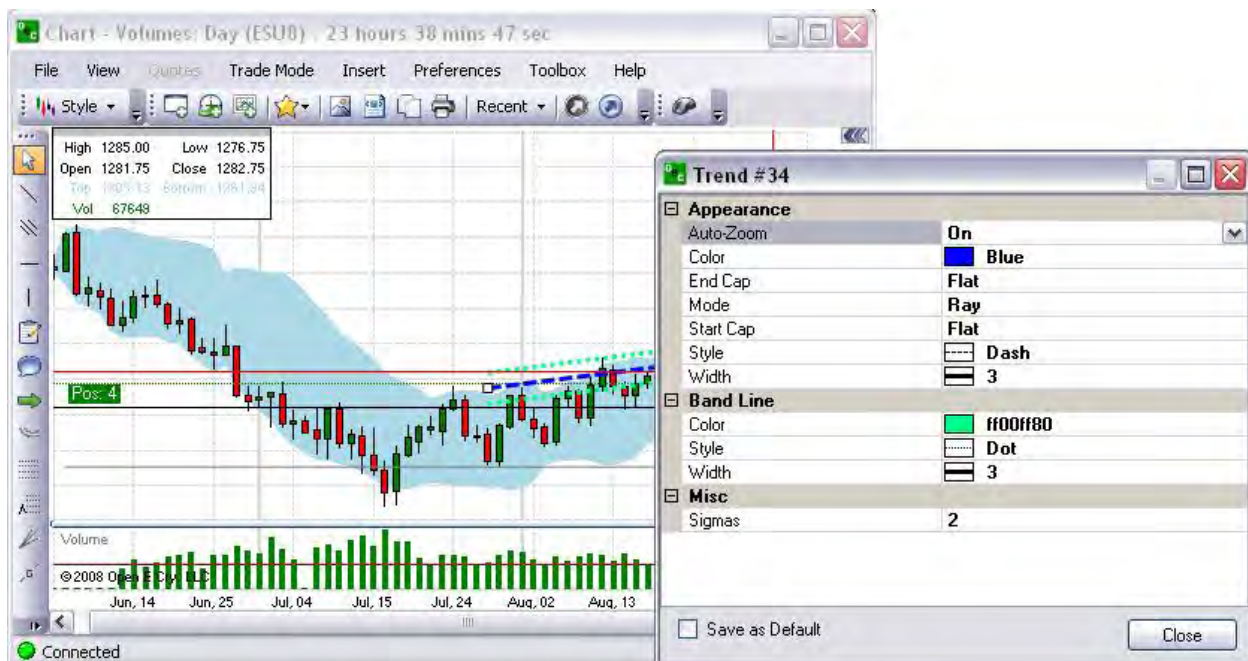 Chart - Volumes: Day (ESU8) . 23 hours 38 mins 47 sec
File View Quotes Trade Mode Insert Preferences Toolbox Help
Style Recent
High 1285.00 Low 1276.75
Open 1281.75 Close 1282.75
Top Bottom
Vol 67649
Pos: 4
Volume
©2008 Open E Cry, LLC
Jun, 14 Jun, 25 Jul, 04 Jul, 15 Jul, 24 Aug, 02 Aug, 13
Connected
Trend #34
Appearance
Auto-Zoom On
Color Blue
End Cap Flat
Mode Ray
Start Cap Flat
Style Dash
Width 3
Band Line
Color ff00ff80
Style Dot
Width 3
Misc
Sigmas 2
Save as Default
Close